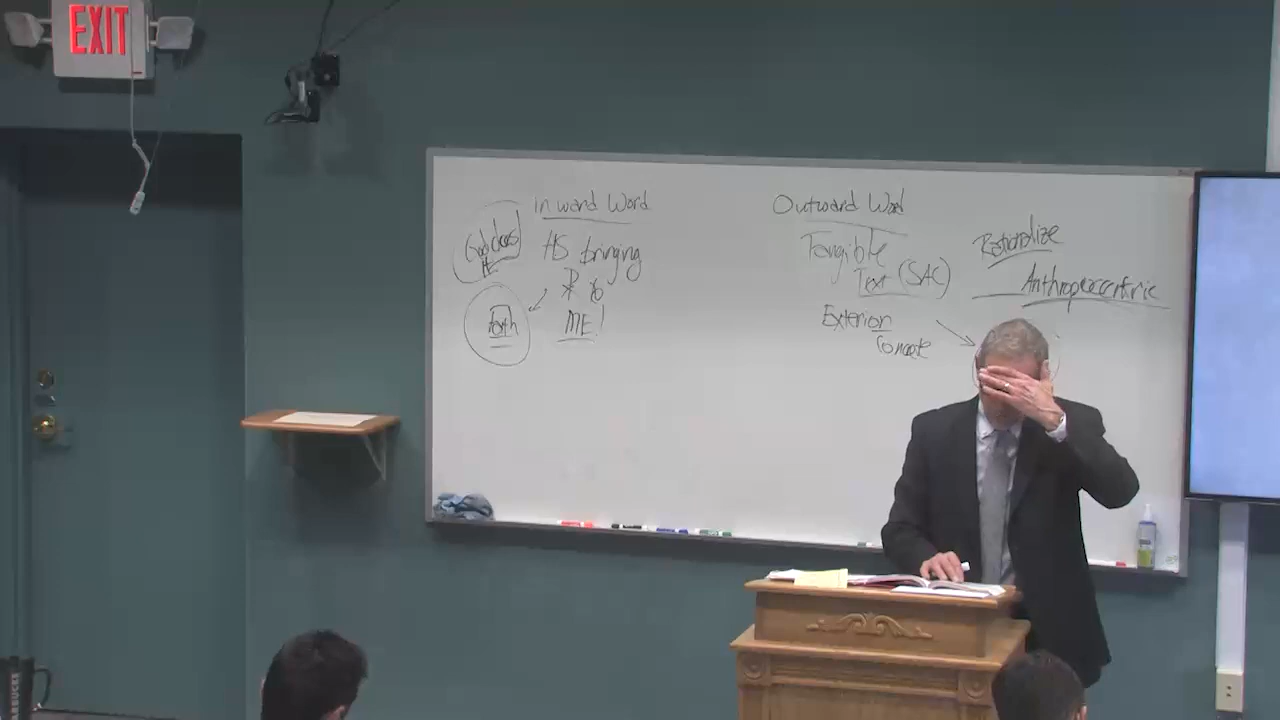 EXIT
inward Word
God does
it
HS bringing
to
ME!
Faith
Outward Word
Tangible
Text (SAC)
Exterior
Rationalize
Anthropocentric